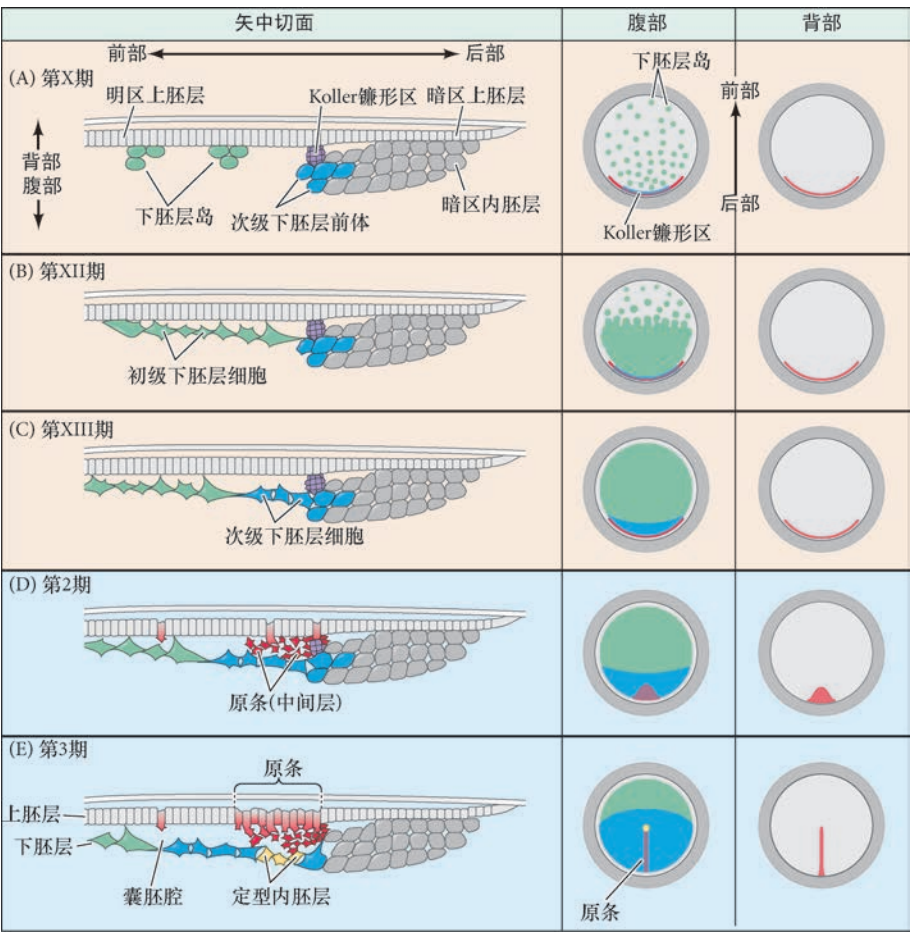 矢中切面
腹部
背部
前部
后部
(A) 第X期
明区上胚层
Koller镰形区
暗区上胚层
背部
腹部
下胚层岛
次级下胚层前体
暗区内胚层
下胚层岛
前部
后部
Koller镰形区
(B) 第XII期
初级下胚层细胞
(C) 第XIII期
次级下胚层细胞
(D) 第2期
原条(中间层)
(E) 第3期
原条
上胚层
下胚层
囊胚腔
定型内胚层
原条